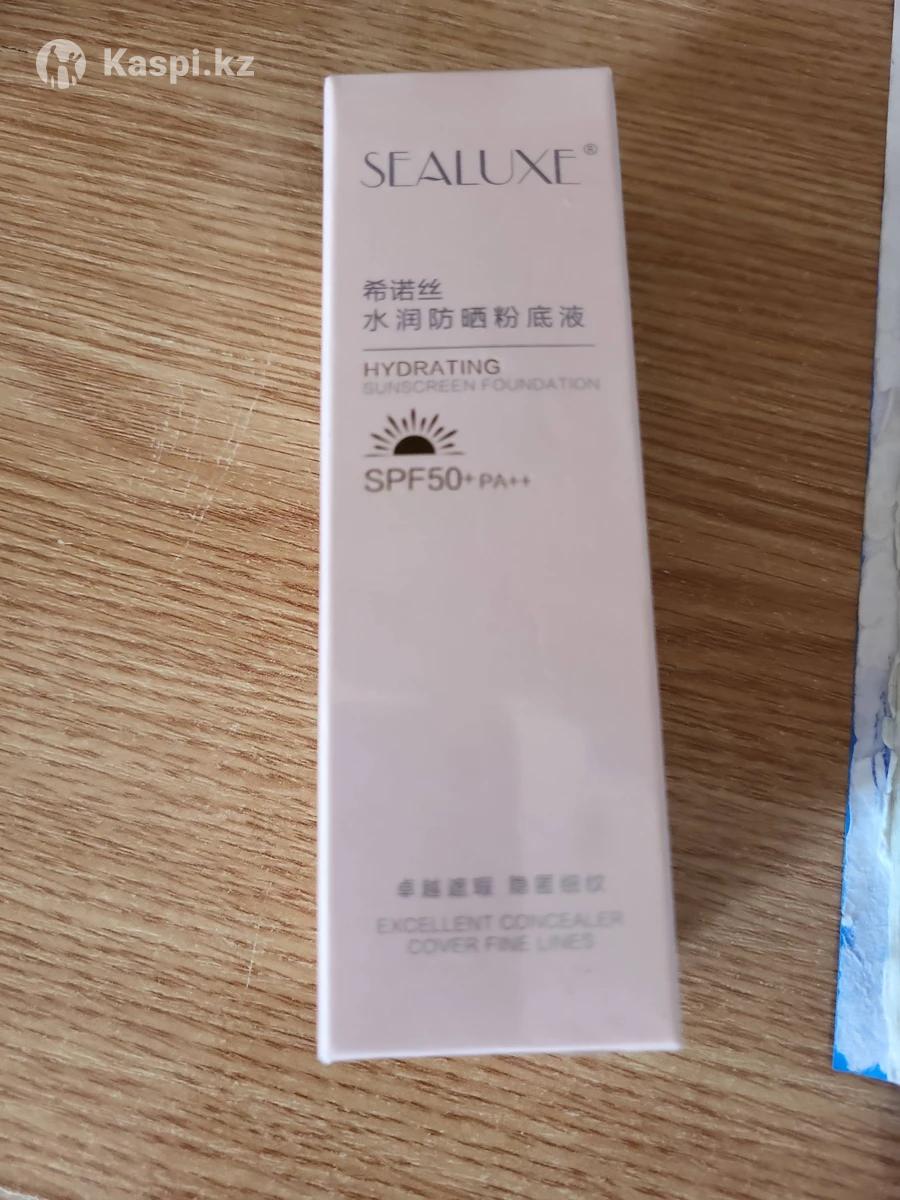 Kaspi.kz
SEALUXE®
希诺丝
水润防晒粉底液
HYDRATING
SUNSCREEN FOUNDATION
SPF50+ PA++
卓越遮瑕 隐匿细纹
EXCELLENT CONCEALER
COVER FINE LINES